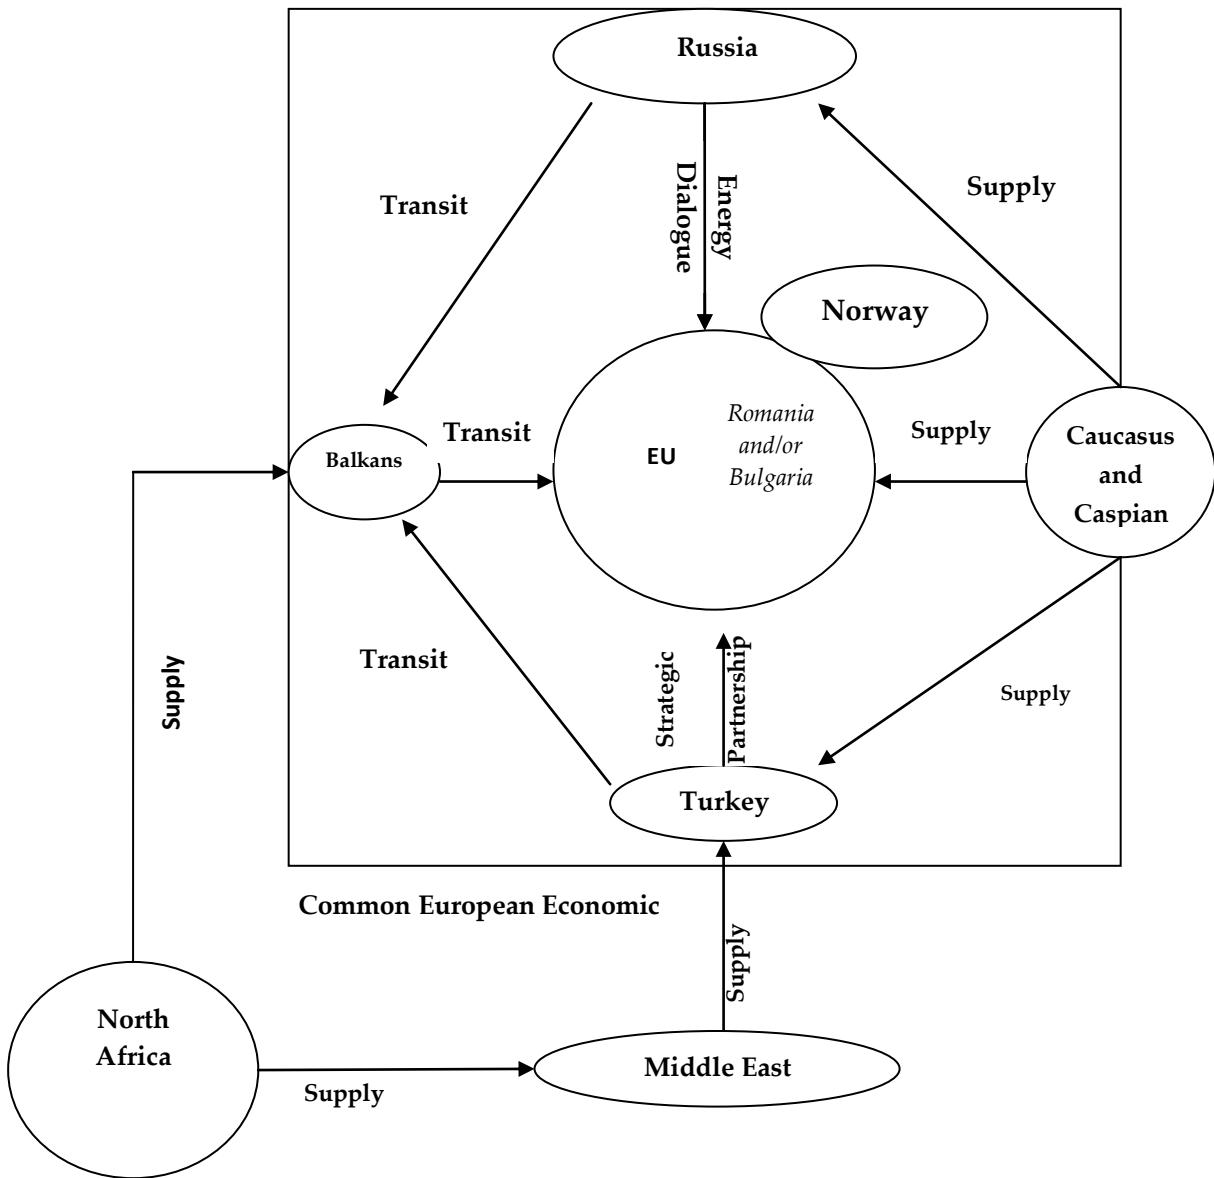 Russia
Energy
Dialogue
Transit
Supply
Norway
Romania
and/or
Bulgaria
EU
Transit
Supply
Balkans
Caucasus
and
Caspian
Transit
Strategic
Partnership
Supply
Supply
Turkey
Common European Economic
Supply
North
Africa
Middle East
Supply